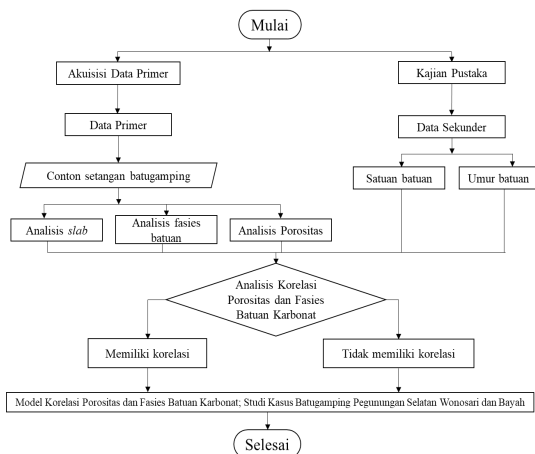 Mulai
Akuisisi Data Primer
Kajian Pustaka
Data Primer
Data Sekunder
Conton setangan batugamping
Satuan batuan
Umur batuan
Analisis slab
Analisis fasies
batuan
Analisis Porositas
Analisis Korelasi
Porositas dan Fasies
Batuan Karbonat
Memiliki korelasi
Tidak memiliki korelasi
Model Korelasi Porositas dan Fasies Batuan Karbonat; Studi Kasus Batugamping Pegunungan Selatan Wonosari dan Bayah
Selesai